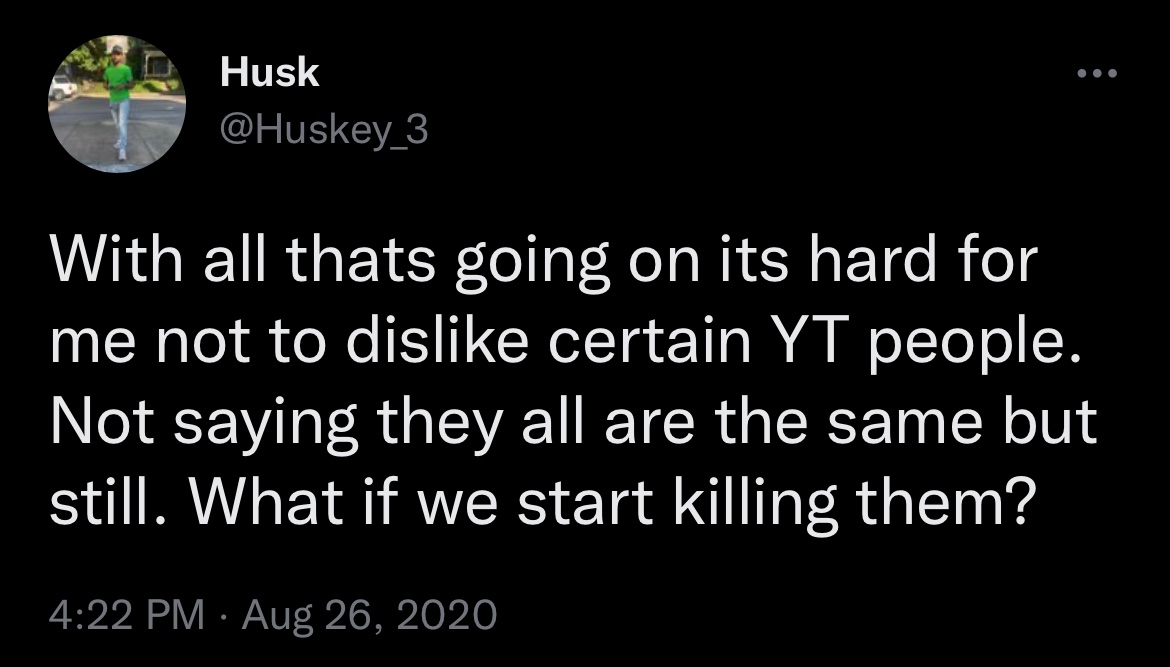 Husk
@Huskey_3
With all thats going on its hard for
me not to dislike certain YT people.
Not saying they all are the same but
still. What if we start killing them?
4:22 PM · Aug 26, 2020